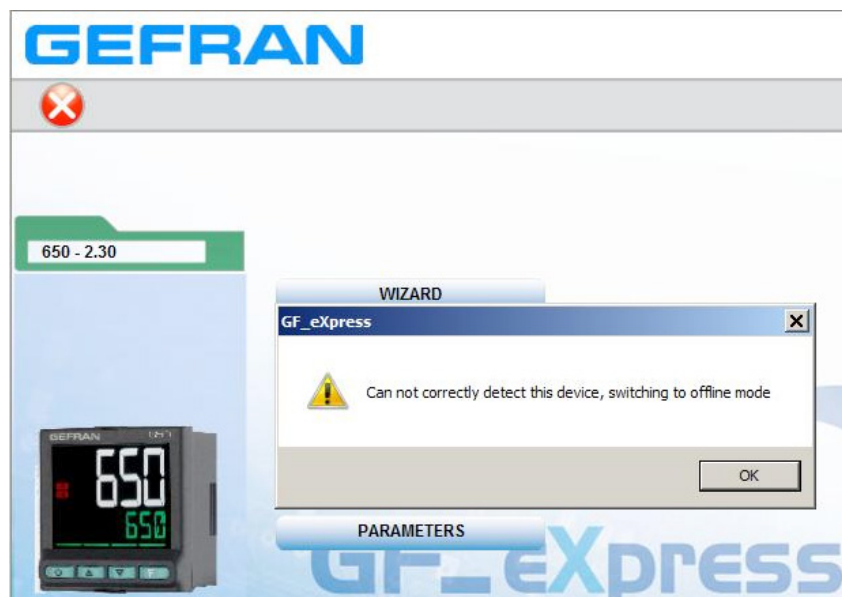 GEFRAN
650 - 2.30
WIZARD
GF_eXpress
Can not correctly detect this device, switching to offline mode
OK
GEFRAN
650
650
F
PARAMETERS
GF_eXpress